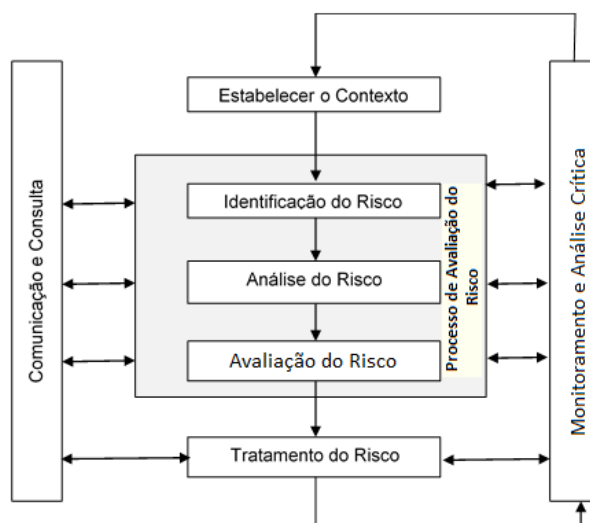 Estabelecer o Contexto
Comunicação e Consulta
Identificação do Risco
Análise do Risco
Avaliação do Risco
Processo de Avaliação do
Risco
Monitoramento e Análise Crítica
Tratamento do Risco